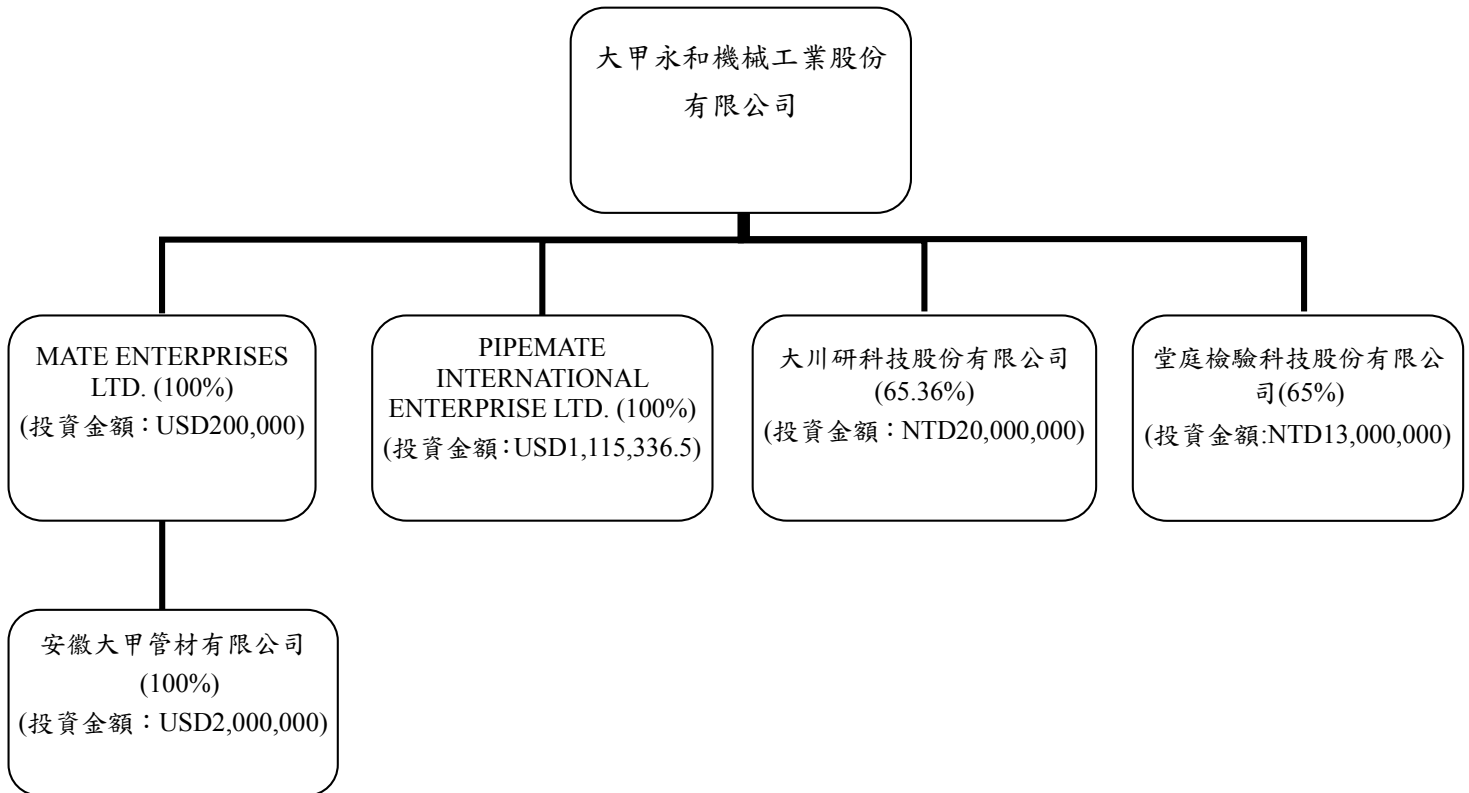 大甲永和機械工業股份
有限公司
MATE ENTERPRISES
LTD. (100%)
(投資金額：USD200,000)
PIPEMATE
INTERNATIONAL
ENTERPRISE LTD. (100%)
(投資金額：USD1,115,336.5)
大川研科技股份有限公司
(65.36%)
(投資金額：NTD20,000,000)
堂庭檢驗科技股份有限公
司(65%)
(投資金額:NTD13,000,000)
安徽大甲管材有限公司
(100%)
(投資金額：USD2,000,000)